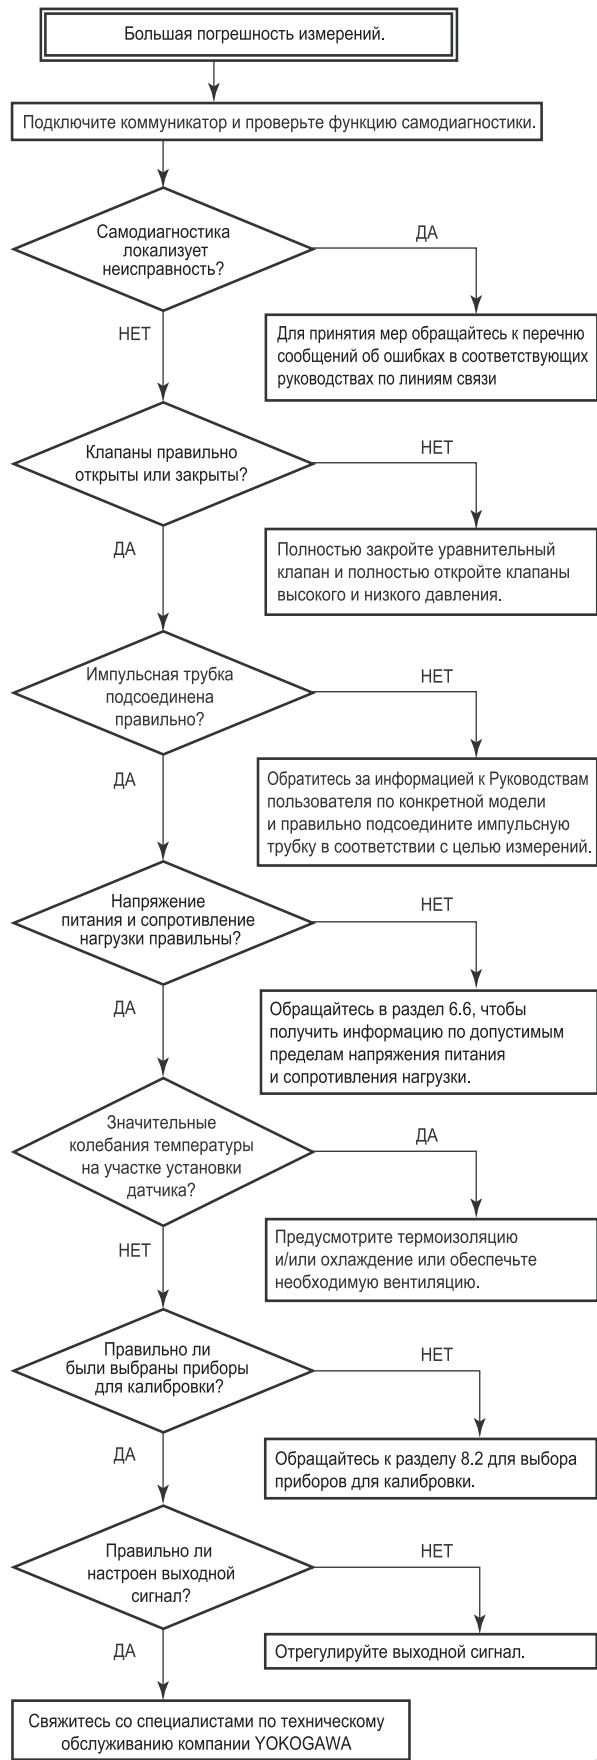 Большая погрешность измерений.
Подключите коммуникатор и проверьте функцию самодиагностики.
Самодиагностика
локализует
неисправность?
ДА
НЕТ
Для принятия мер обращайтесь к перечню
сообщений об ошибках в соответствующих
руководствах по линиям связи
Клапаны правильно
открыты или закрыты?
НЕТ
ДА
Полностью закройте уравнительный
клапан и полностью откройте клапаны
высокого и низкого давления.
Импульсная трубка
подсоединена
правильно?
НЕТ
ДА
Обратитесь за информацией к Руководствам
пользователя по конкретной модели
и правильно подсоедините импульсную
трубку в соответствии с целью измерений.
Напряжение
питания и сопротивление
нагрузки правильны?
НЕТ
ДА
Обращайтесь в раздел 6.6, чтобы
получить информацию по допустимым
пределам напряжения питания
и сопротивления нагрузки.
Значительные
колебания температуры
на участке установки
датчика?
ДА
НЕТ
Предусмотрите термоизоляцию
и/или охлаждение или обеспечьте
необходимую вентиляцию.
Правильно ли
были выбраны приборы
для калибровки?
НЕТ
ДА
Обращайтесь к разделу 8.2 для выбора
приборов для калибровки.
Правильно ли
настроен выходной
сигнал?
НЕТ
ДА
Отрегулируйте выходной сигнал.
Свяжитесь со специалистами по техническому
обслуживанию компании YOKOGAWA